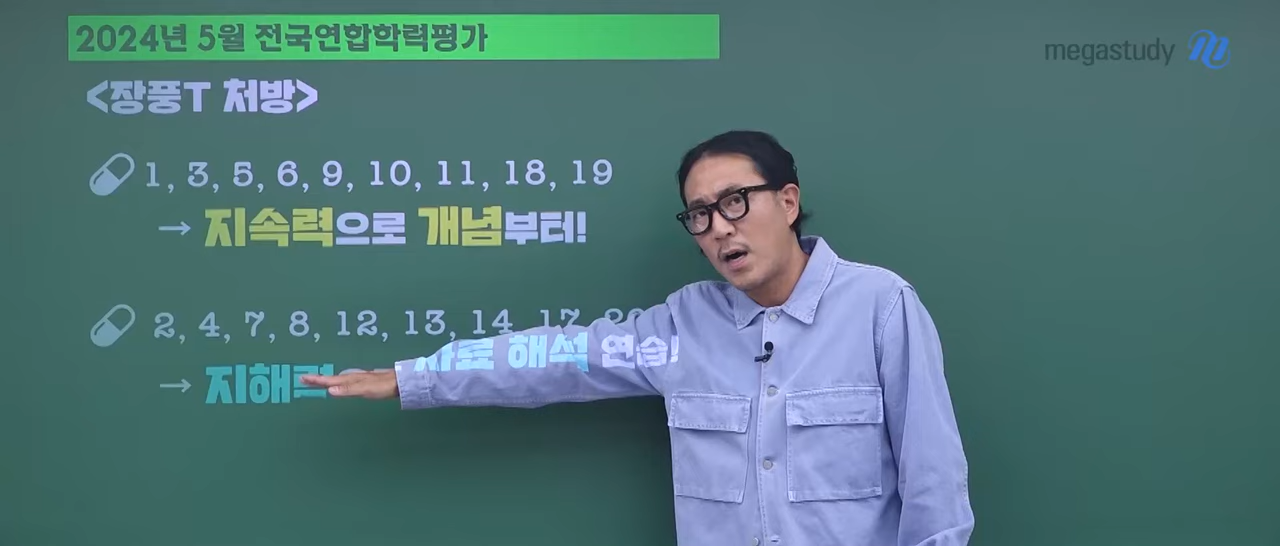 2024년 5월 전국연합학력평가
megastudy
<장풍T 처방>
1, 3, 5, 6, 9, 10, 11, 18, 19
→ 지속력으로 개념부터!
2, 4, 7, 8, 12, 13, 14, 17, 20
→ 지해력 자료 해석 연습!